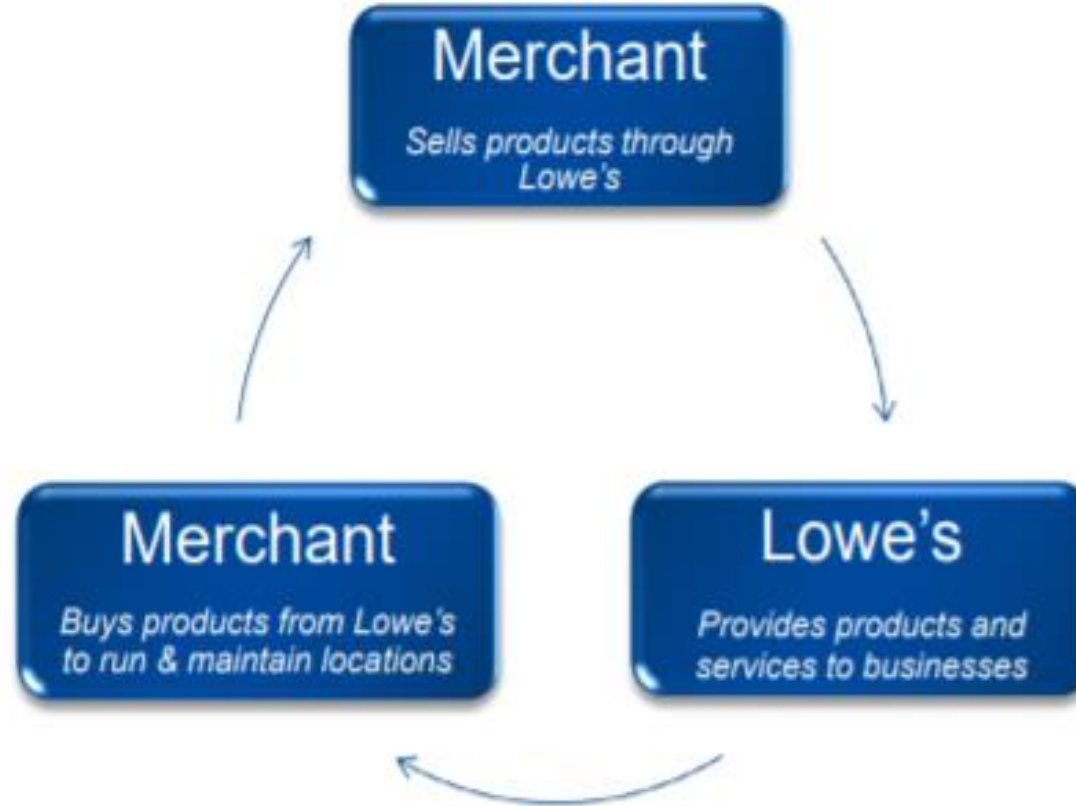 Merchant
Sells products through
Lowe's
Merchant
Buys products from Lowe's
to run & maintain locations
Lowe's
Provides products and
services to businesses